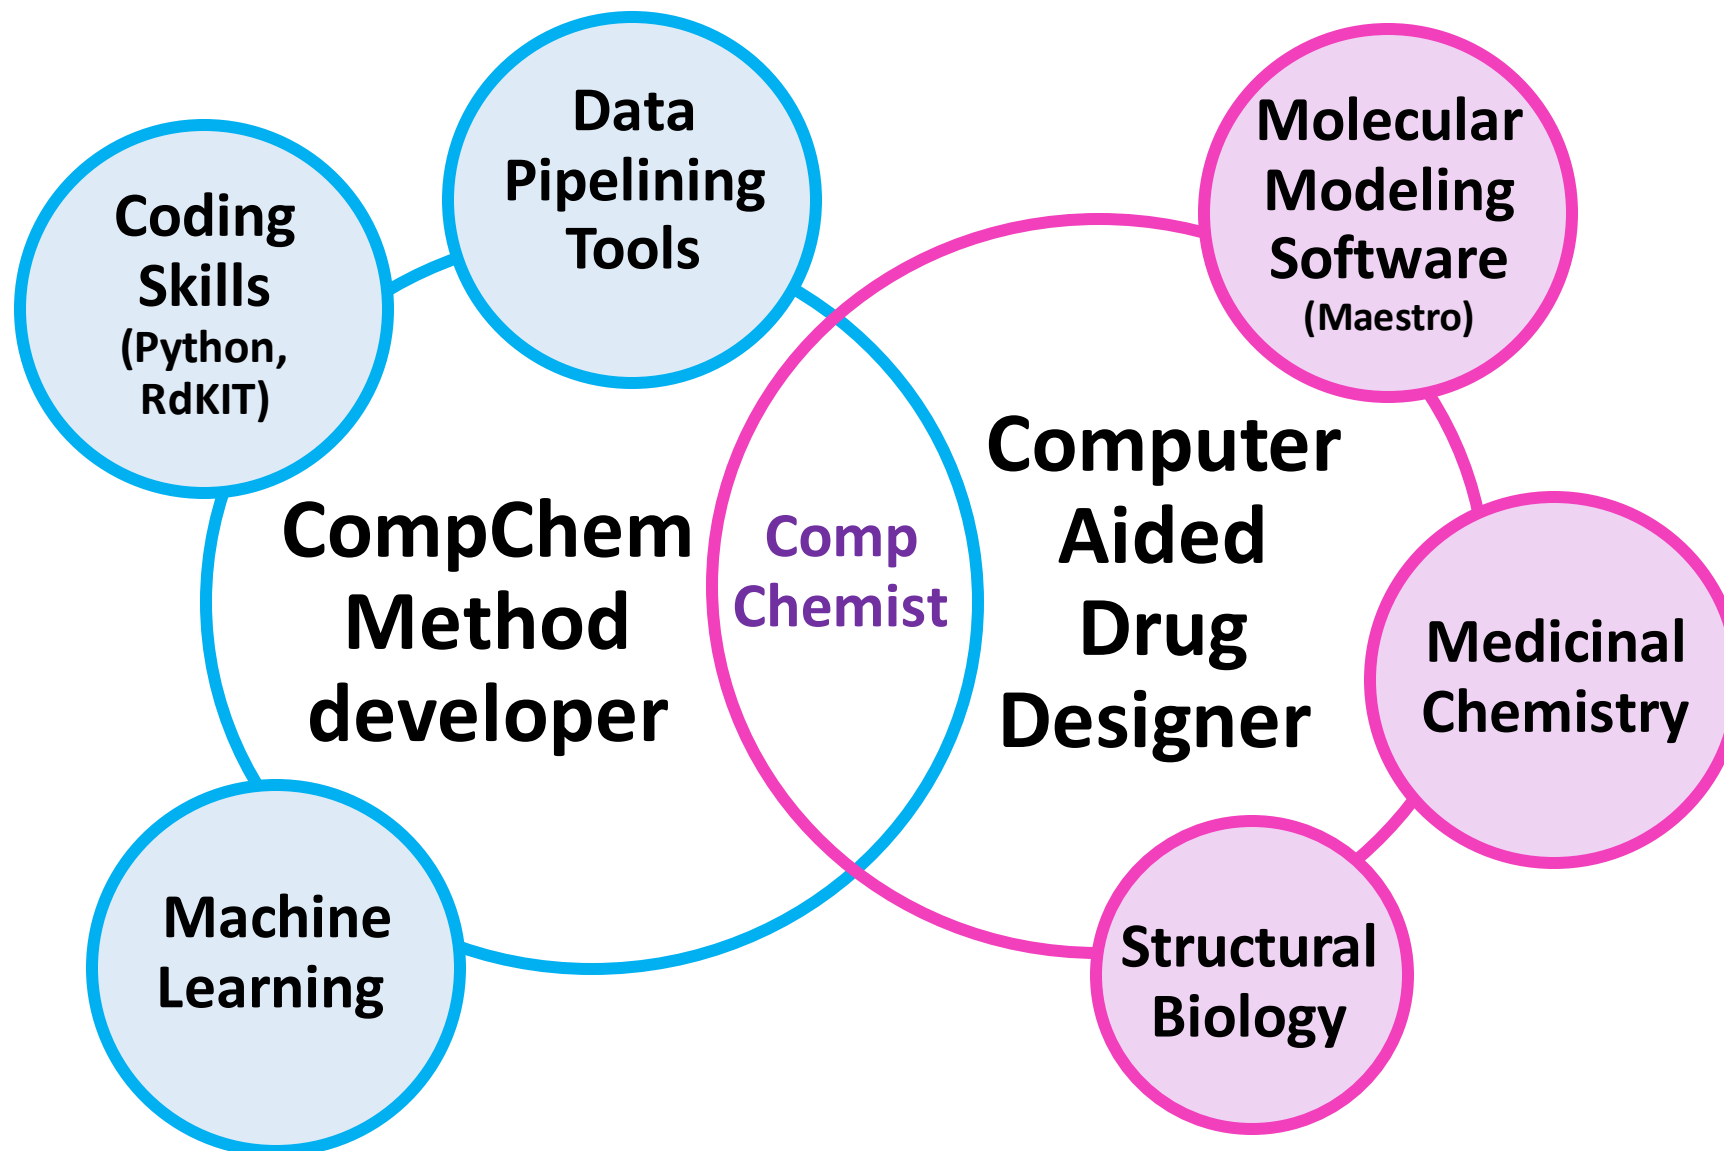 Data
Pipelining
Tools
Coding
Skills
(Python,
RdKIT)
CompChem
Method
developer
Machine
Learning
Comp
Chemist
Computer
Aided
Drug
Designer
Molecular
Modeling
Software
(Maestro)
Medicinal
Chemistry
Structural
Biology